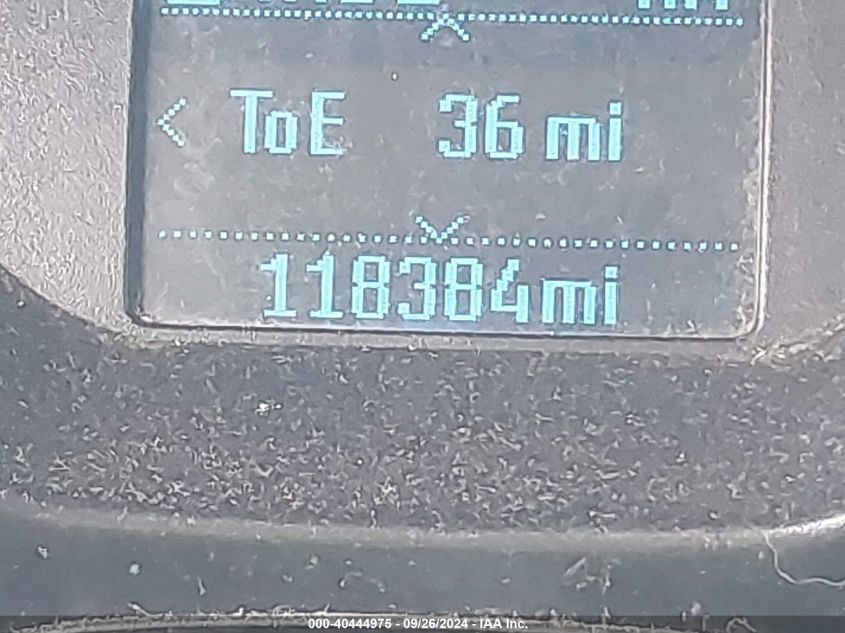 < ToE 36 mi
118384mi
000-40444975 - 09/26/2024 - IAA Inc.